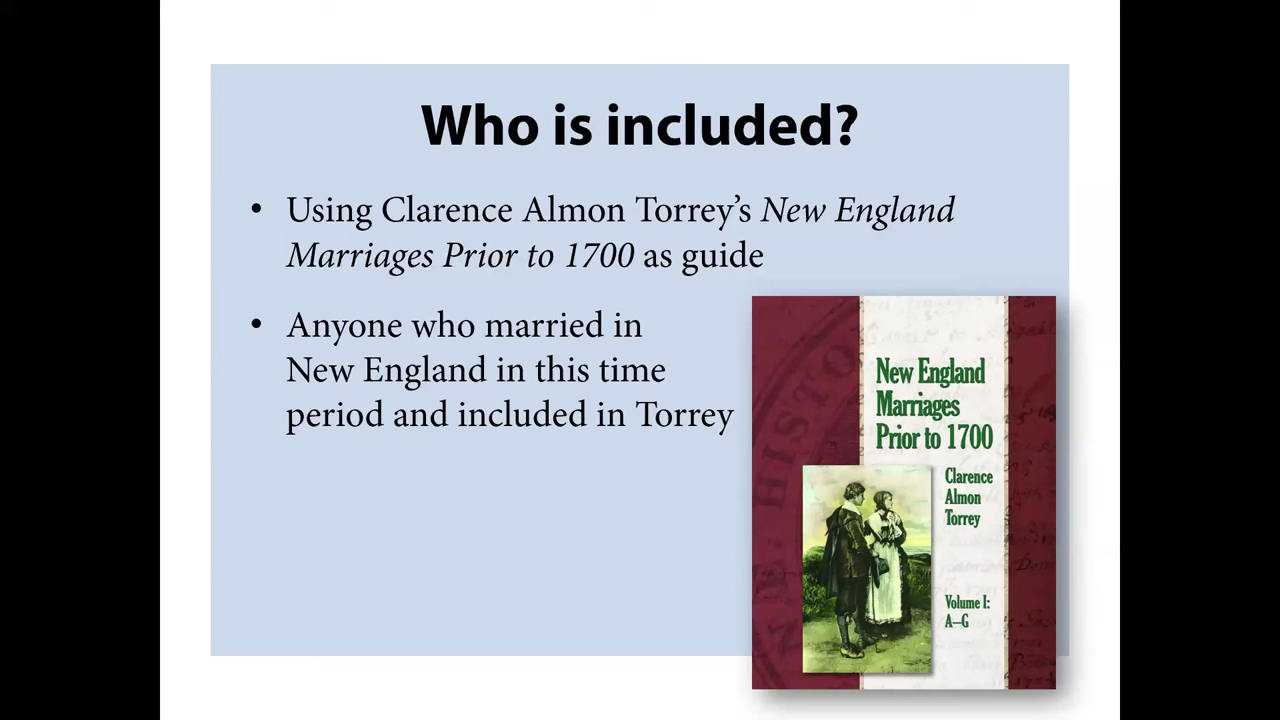 Who is included?
• Using Clarence Almon Torrey’s New England
Marriages Prior to 1700 as guide
• Anyone who married in
New England in this time
period and included in Torrey
New England
Marriages
Prior to 1700
Clarence
Almon
Torrey
Volume I:
A–G
HISTO